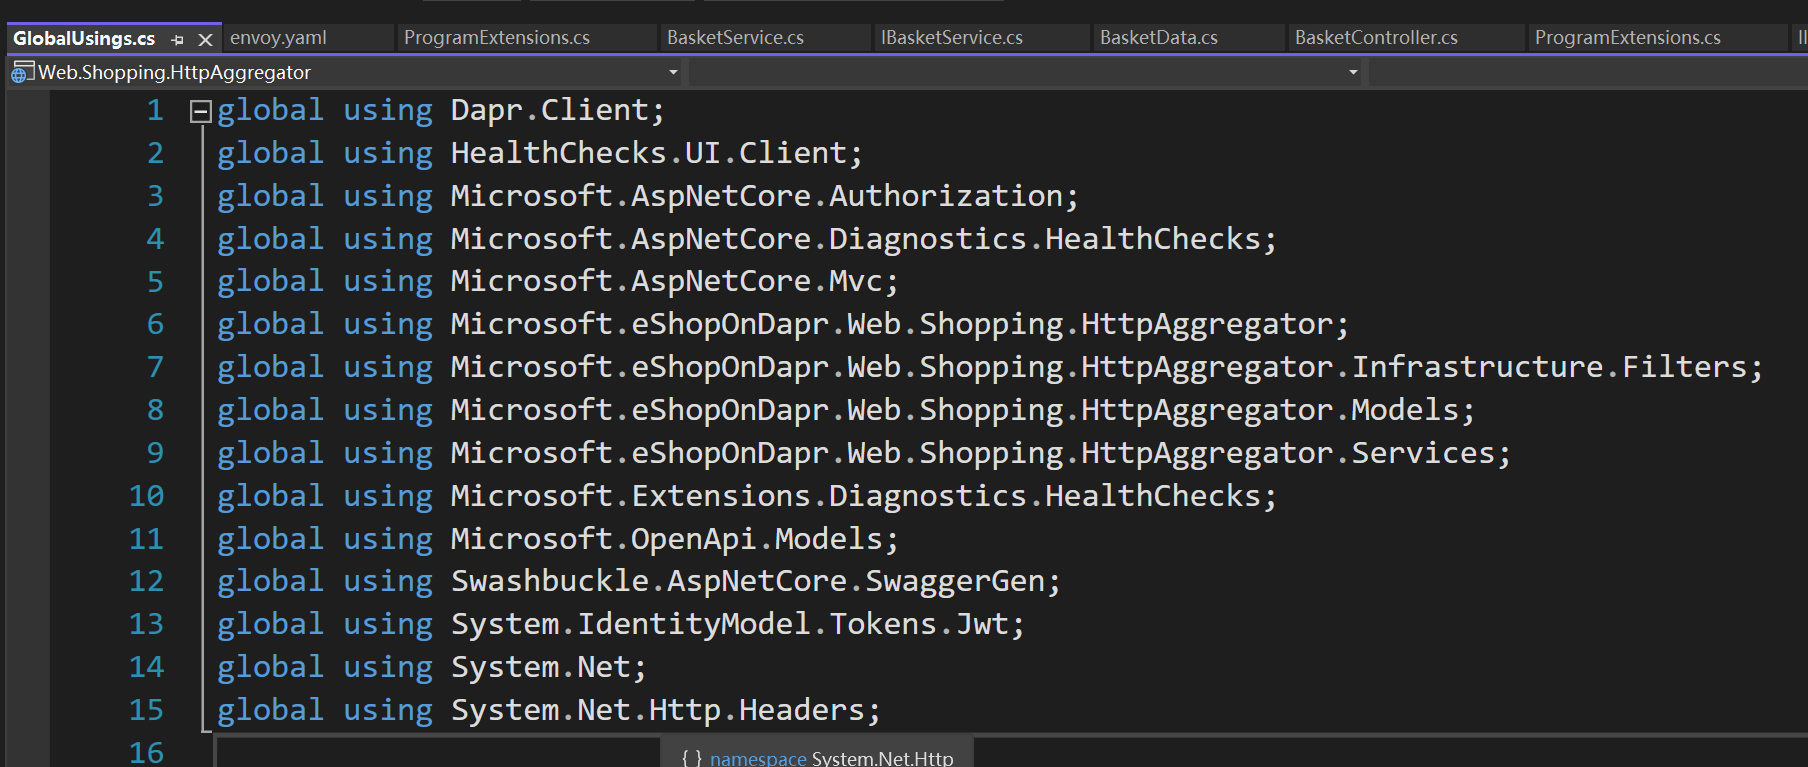 GlobalUsings.cs envoy.yaml ProgramExtensions.cs BasketService.cs IBasketService.cs BasketData.cs BasketController.cs ProgramExtensions.cs
Web.Shopping.HttpAggregator
1 global using Dapr.Client;
2 global using HealthChecks.UI.Client;
3 global using Microsoft.AspNetCore.Authorization;
4 global using Microsoft.AspNetCore.Diagnostics.HealthChecks;
5 global using Microsoft.AspNetCore.Mvc;
6 global using Microsoft.eShopOnDapr.Web.Shopping.HttpAggregator;
7 global using Microsoft.eShopOnDapr.Web.Shopping.HttpAggregator.Infrastructure.Filters;
8 global using Microsoft.eShopOnDapr.Web.Shopping.HttpAggregator.Models;
9 global using Microsoft.eShopOnDapr.Web.Shopping.HttpAggregator.Services;
10 global using Microsoft.Extensions.Diagnostics.HealthChecks;
11 global using Microsoft.OpenApi.Models;
12 global using Swashbuckle.AspNetCore.SwaggerGen;
13 global using System.IdentityModel.Tokens.Jwt;
14 global using System.Net;
15 global using System.Net.Http.Headers;
16
{ } namespace System.Net.Http